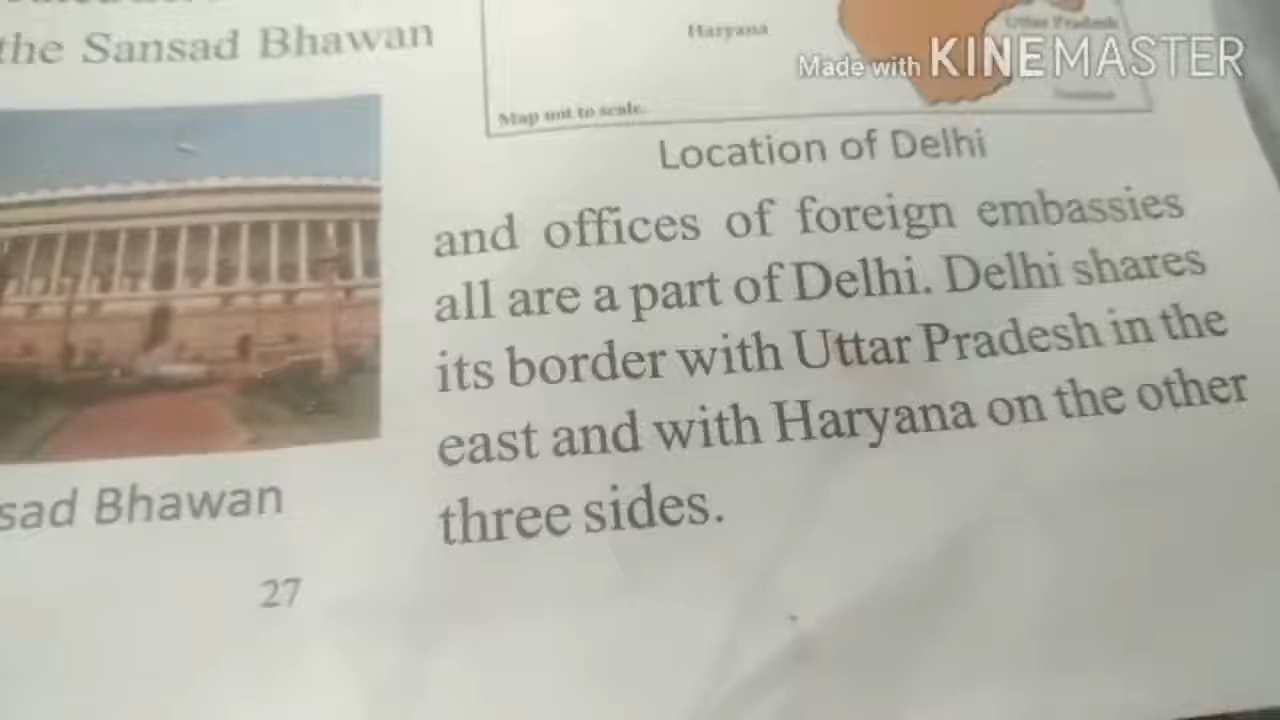 the Sansad Bhawan
sad Bhawan
27
Haryana
Uttar Pradesh
Map not to scale.
Location of Delhi
and offices of foreign embassies
all are a part of Delhi. Delhi shares
its border with Uttar Pradesh in the
east and with Haryana on the other
three sides.
Made with KINEMASTER